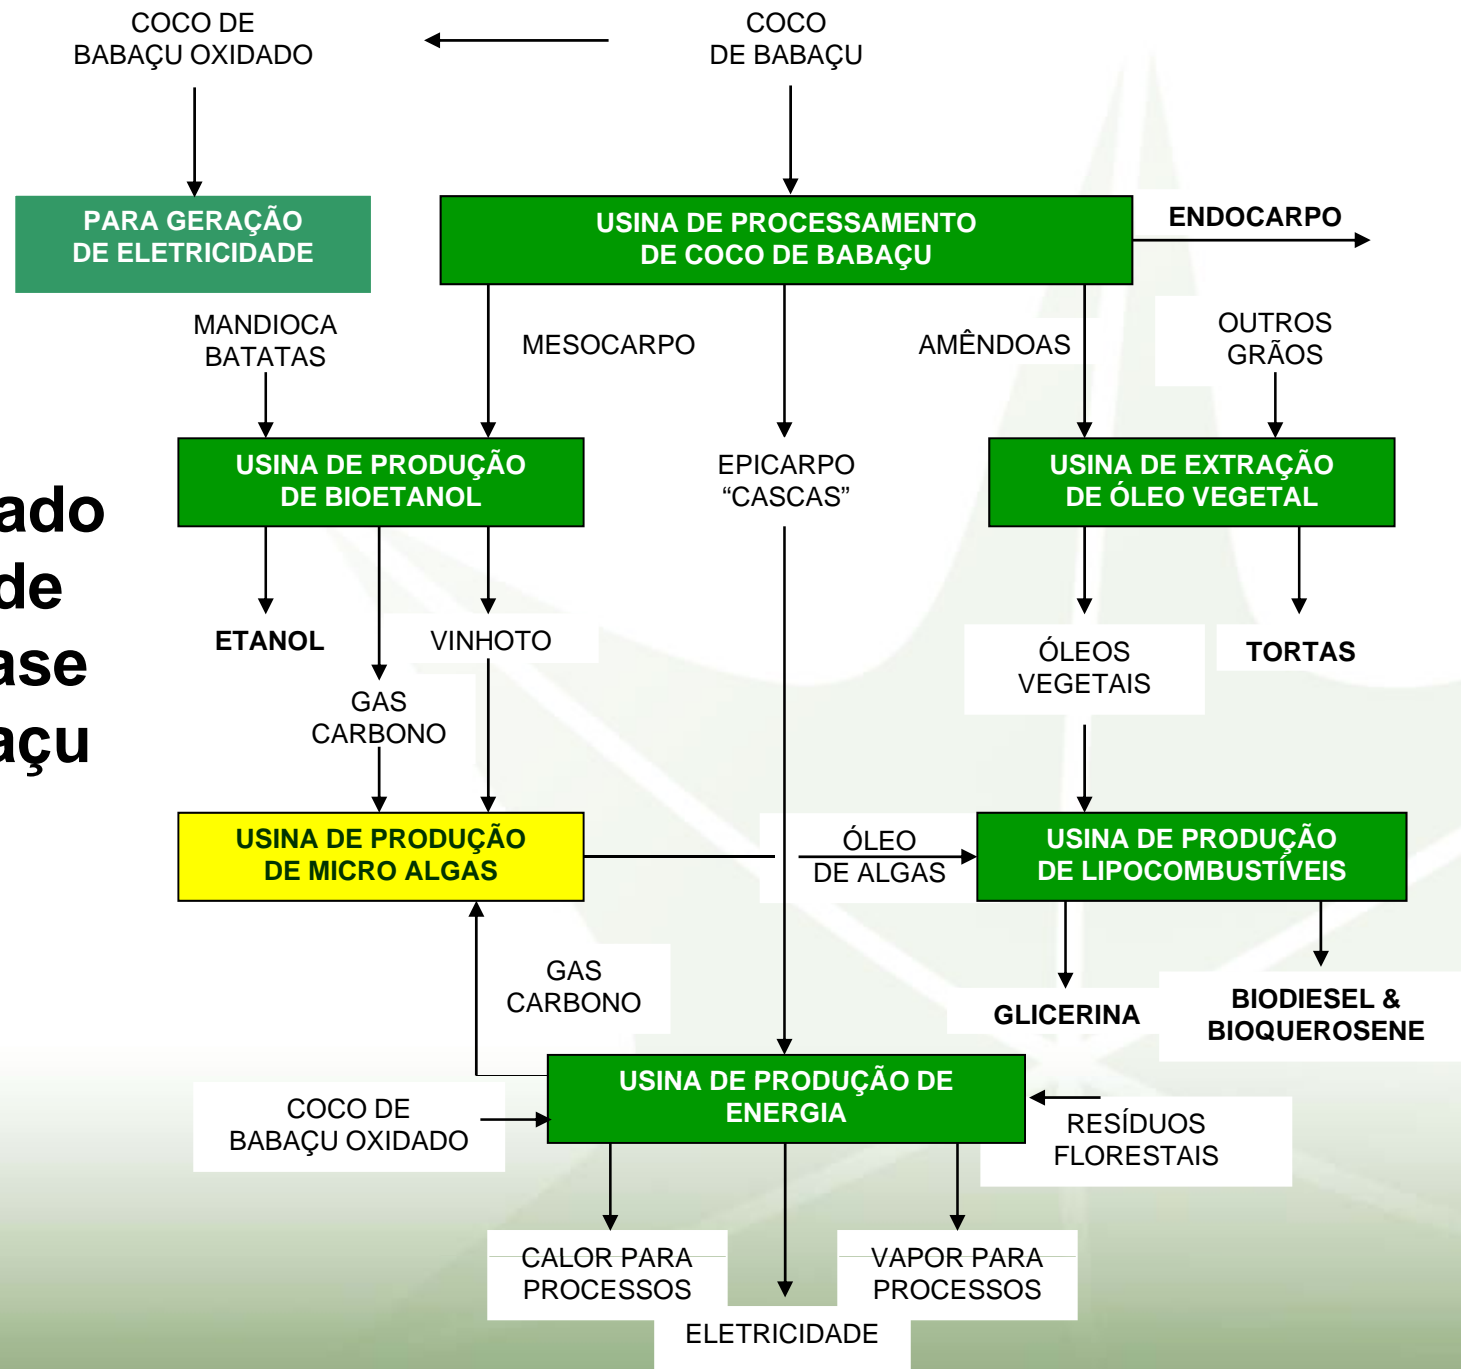 COCO DE
BABAÇU OXIDADO
COCO
DE BABAÇU
PARA GERAÇÃO
DE ELETRICIDADE
USINA DE PROCESSAMENTO
DE COCO DE BABAÇU
ENDOCARPO
MANDIOCA
BATATAS
MESOCARPO
AMÊNDOAS
OUTROS
GRÃOS
USINA DE PRODUÇÃO
DE BIOETANOL
EPICARPO
“CASCAS”
USINA DE EXTRAÇÃO
DE ÓLEO VEGETAL
ado
de
ase
açu
ETANOL
VINHOTO
GAS
CARBONO
ÓLEOS
VEGETAIS
TORTAS
USINA DE PRODUÇÃO
DE MICRO ALGAS
ÓLEO
DE ALGAS
USINA DE PRODUÇÃO
DE LIPOCOMBUSTÍVEIS
GAS
CARBONO
GLICERINA
BIODIESEL &
BIOQUEROSENE
USINA DE PRODUÇÃO DE
ENERGIA
COCO DE
BABAÇU OXIDADO
RESÍDUOS
FLORESTAIS
CALOR PARA
PROCESSOS
VAPOR PARA
PROCESSOS
ELETRICIDADE